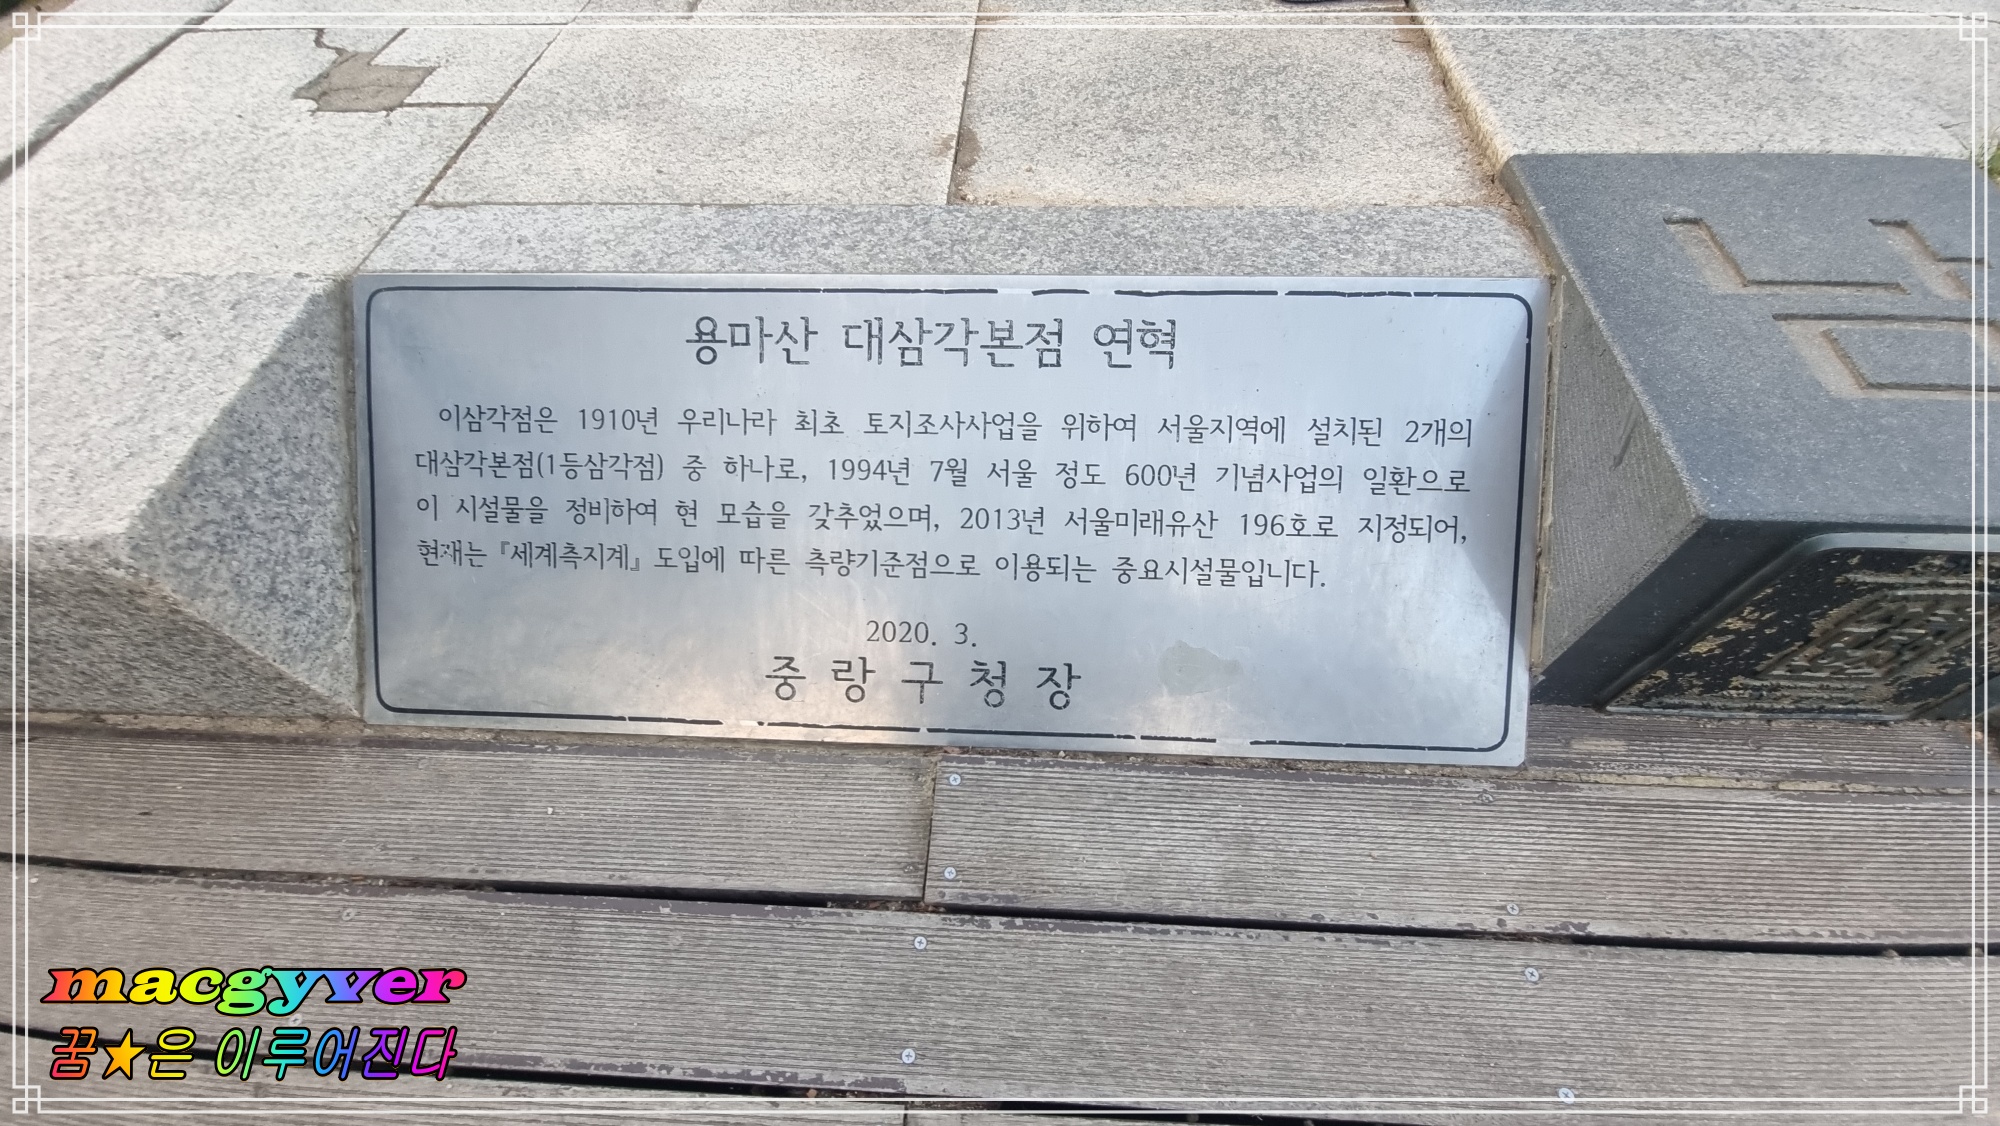 용마산 대삼각본점 연혁
이삼각점은 1910년 우리나라 최초 토지조사사업을 위하여 서울지역에 설치된 2개의
대삼각본점(1등삼각점) 중 하나로, 1994년 7월 서울 정도 600년 기념사업의 일환으로
이 시설물을 정비하여 현 모습을 갖추었으며, 2013년 서울미래유산 196호로 지정되어,
현재는 『세계측지계』 도입에 따른 측량기준점으로 이용되는 중요시설물입니다.
2020. 3.
중 랑 구 청 장
macgyver
꿈★은 이루어진다